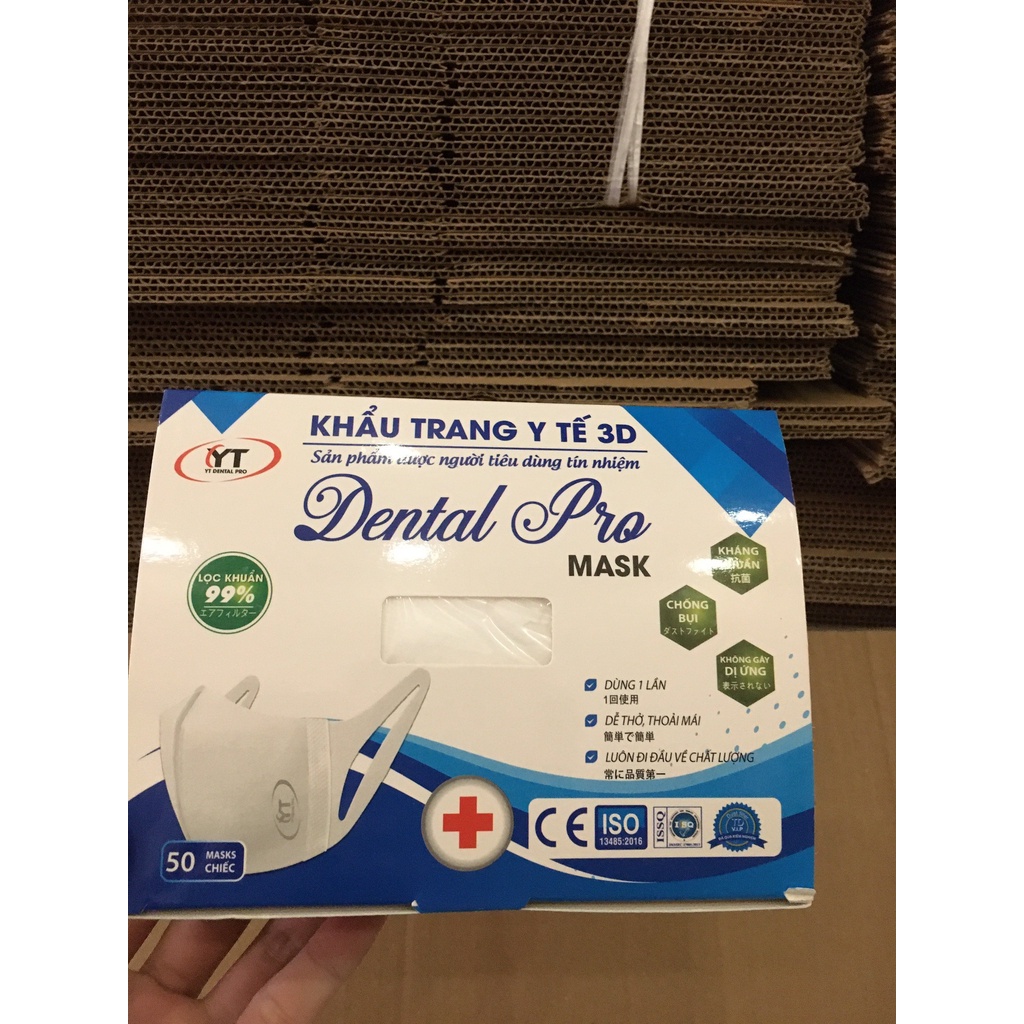 KHẨU TRANG Y TẾ 3D
Sản phẩm được người tiêu dùng tín nhiệm
YT
YT DENTAL PRO
Dental Pro
MASK
LỌC KHUẨN
99%
エアフィルター
KHÁNG
KHUẨN
抗菌
CHỐNG
BỤI
ダストファイト
KHÔNG GÂY
DỊ ỨNG
表示されない
DÙNG 1 LẦN
1回使用
DỄ THỞ, THOẢI MÁI
簡単で簡単
LUÔN ĐI ĐẦU VỀ CHẤT LƯỢNG
常に品質第一
YT
50 MASKS
CHIẾC
CE
ISO
13485:2016
ISSQ
ISSQ
V.I.P